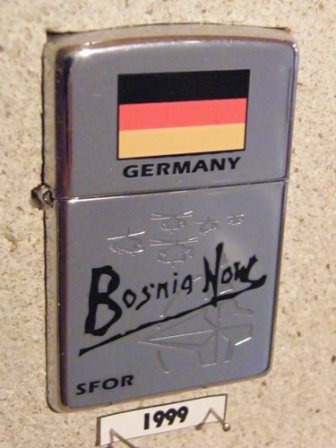 GERMANY
Bosnia Now
SFOR
1999